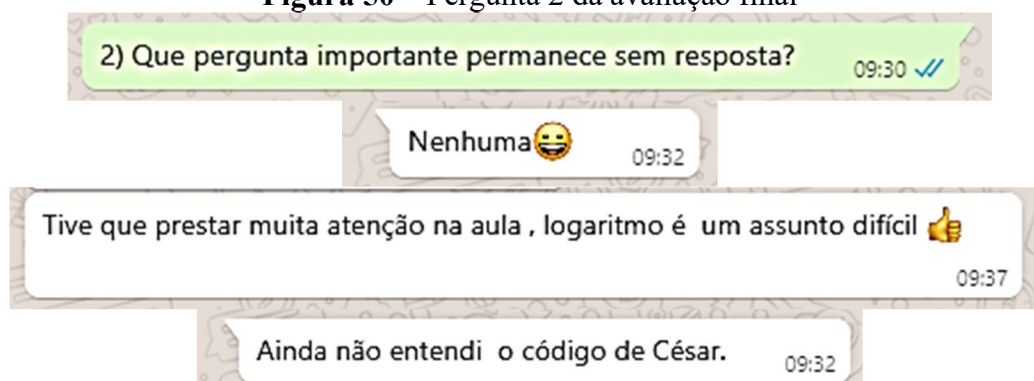 Figura 30 – Pergunta 2 da avaliação final
2) Que pergunta importante permanece sem resposta?
09:30
Nenhuma😀
09:32
Tive que prestar muita atenção na aula , logaritmo é um assunto difícil 👍
09:37
Ainda não entendi o código de César.
09:32